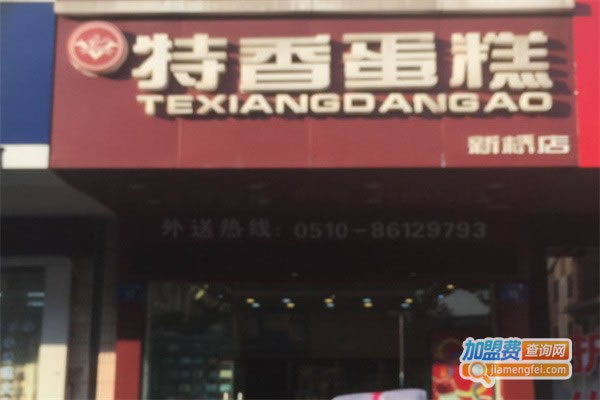 特香蛋糕
TEXIANGDANGAO
新桥店
外送热线：0510-86129793
加盟费查询网
jiamengfei.com
折